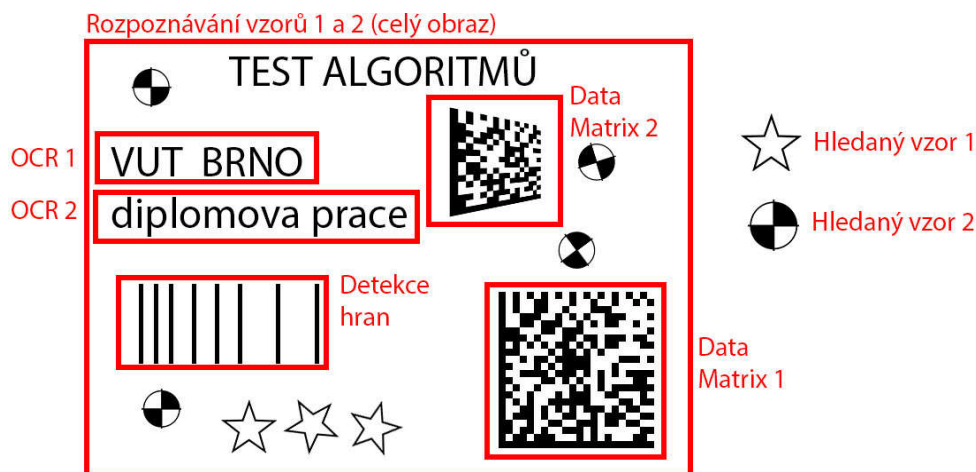 Rozpoznávání vzorů 1 a 2 (celý obraz)
TEST ALGORITMŮ
Data
Matrix 2
OCR 1
VUT BRNO
OCR 2
diplomova prace
Hledaný vzor 1
Hledaný vzor 2
Detekce
hran
Data
Matrix 1